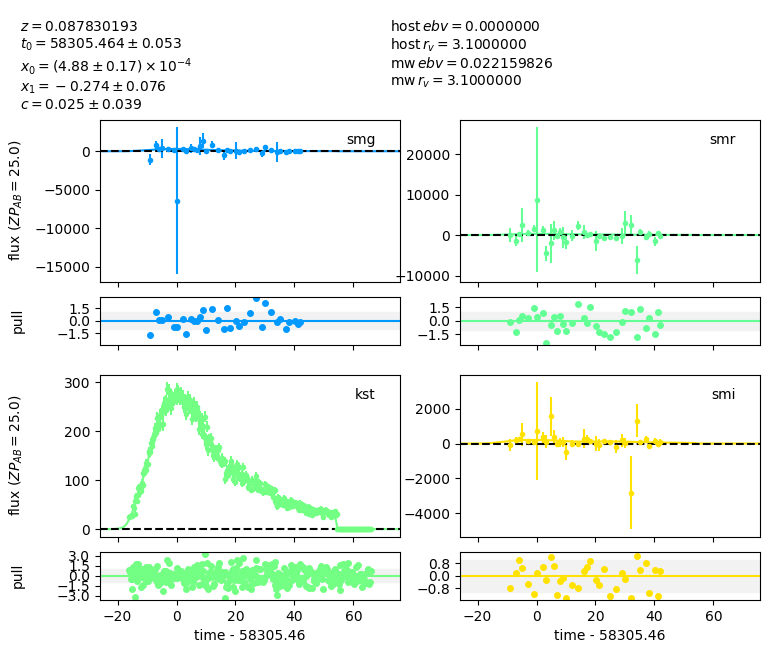 z = 0.087830193
t₀ = 58305.464 ± 0.053
x₀ = (4.88 ± 0.17) × 10⁻⁴
x₁ = −0.274 ± 0.076
c = 0.025 ± 0.039
host ebv = 0.0000000
host r_v = 3.1000000
mw ebv = 0.022159826
mw r_v = 3.1000000
flux (ZP_AB = 25.0)
0
−5000
−10000
−15000
smg
20000
10000
0
−10000
smr
pull
1.5
0.0
−1.5
1.5
0.0
−1.5
flux (ZP_AB = 25.0)
300
200
100
0
kst
2000
0
−2000
−4000
smi
pull
3.0
1.5
0.0
−1.5
−3.0
0.8
0.0
−0.8
−20 0 20 40 60
−20 0 20 40 60
time - 58305.46
time - 58305.46